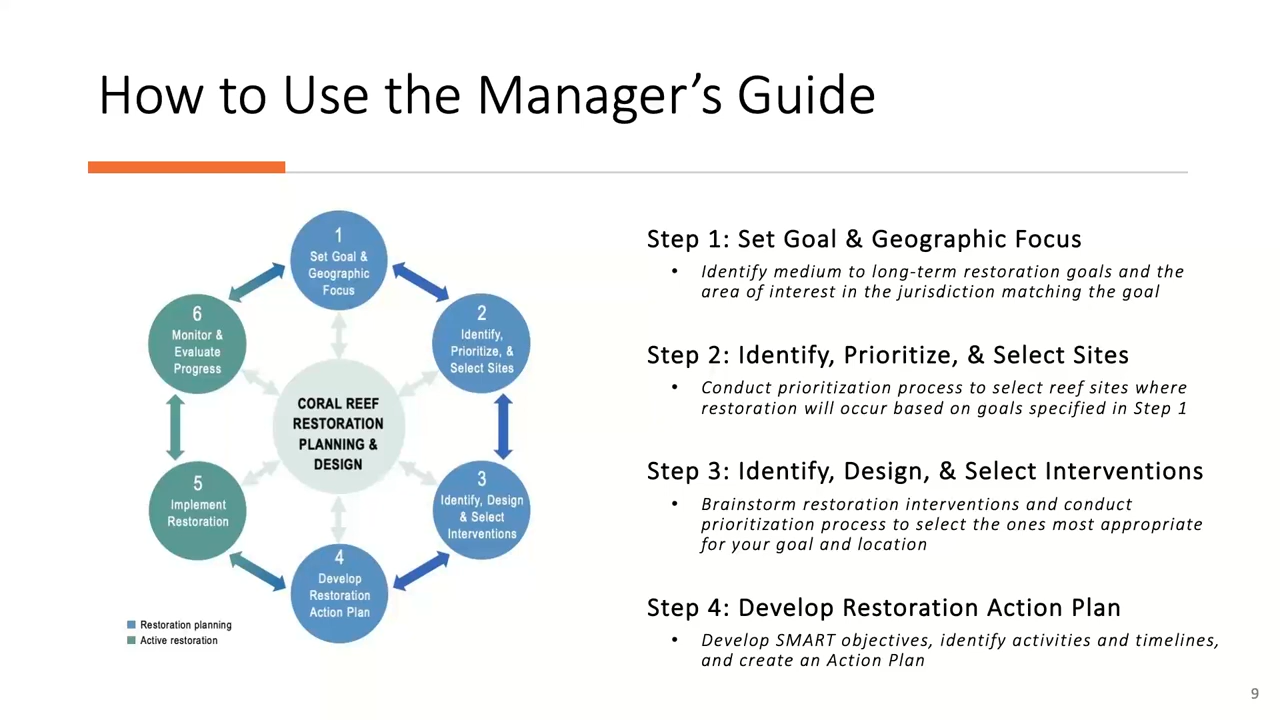 How to Use the Manager’s Guide
1
Set Goal &
Geographic
Focus
2
Identify,
Prioritize, &
Select Sites
3
Identify, Design
& Select
Interventions
4
Develop
Restoration
Action Plan
5
Implement
Restoration
6
Monitor &
Evaluate
Progress
CORAL REEF
RESTORATION
PLANNING &
DESIGN
Restoration planning
Active restoration
Step 1: Set Goal & Geographic Focus
• Identify medium to long-term restoration goals and the
area of interest in the jurisdiction matching the goal
Step 2: Identify, Prioritize, & Select Sites
• Conduct prioritization process to select reef sites where
restoration will occur based on goals specified in Step 1
Step 3: Identify, Design, & Select Interventions
• Brainstorm restoration interventions and conduct
prioritization process to select the ones most appropriate
for your goal and location
Step 4: Develop Restoration Action Plan
• Develop SMART objectives, identify activities and timelines,
and create an Action Plan
9